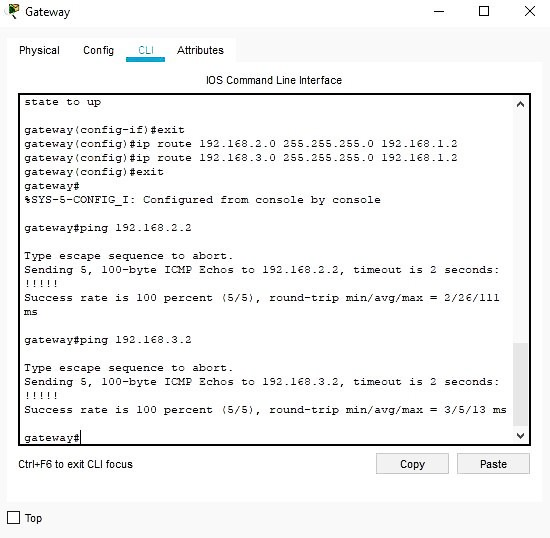 Gateway
Physical Config CLI Attributes
IOS Command Line Interface
state to up
gateway(config-if)#exit
gateway(config)#ip route 192.168.2.0 255.255.255.0 192.168.1.2
gateway(config)#ip route 192.168.3.0 255.255.255.0 192.168.1.2
gateway(config)#exit
gateway#
%SYS-5-CONFIG_I: Configured from console by console
gateway#ping 192.168.2.2
Type escape sequence to abort.
Sending 5, 100-byte ICMP Echos to 192.168.2.2, timeout is 2 seconds:
!!!!!
Success rate is 100 percent (5/5), round-trip min/avg/max = 2/26/111
ms
gateway#ping 192.168.3.2
Type escape sequence to abort.
Sending 5, 100-byte ICMP Echos to 192.168.3.2, timeout is 2 seconds:
!!!!!
Success rate is 100 percent (5/5), round-trip min/avg/max = 3/5/13 ms
gateway#
Ctrl+F6 to exit CLI focus
Copy Paste
Top